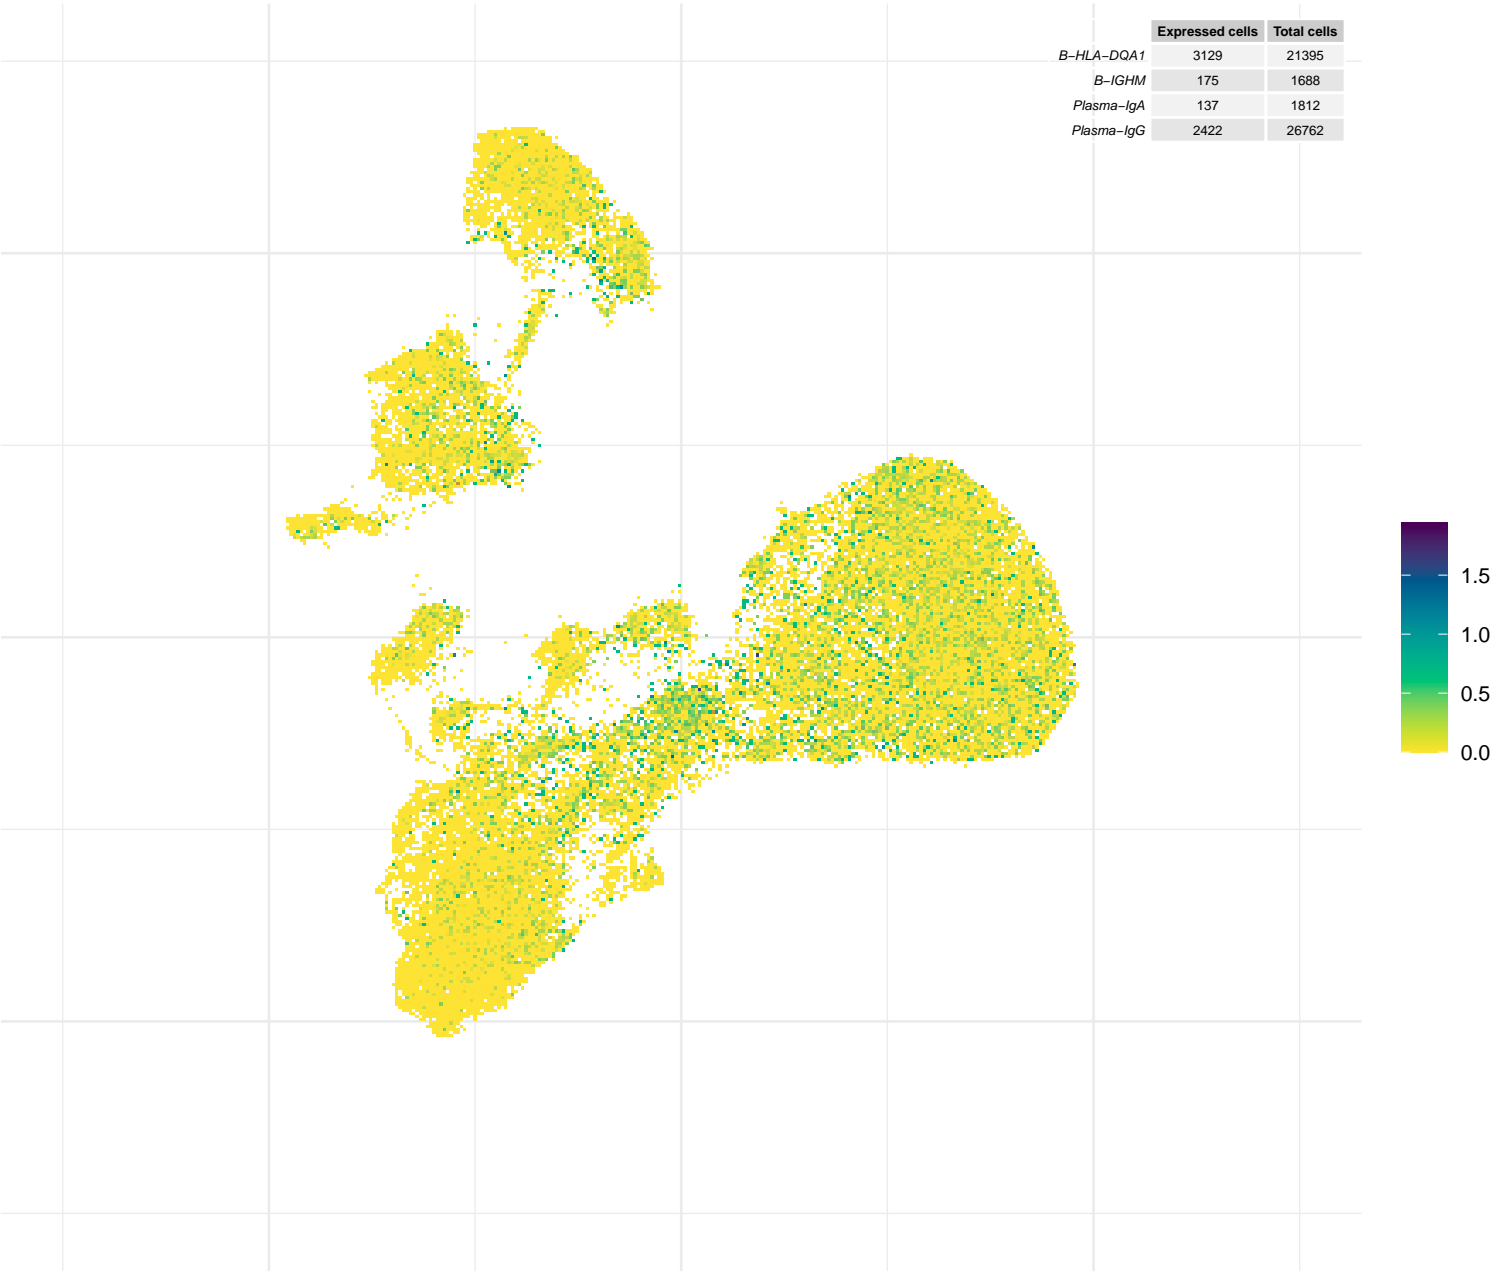 Expressed cells Total cells
B−HLA−DQA1 3129 21395
B−IGHM 175 1688
Plasma−IgA 137 1812
Plasma−IgG 2422 26762
1.5
1.0
0.5
0.0